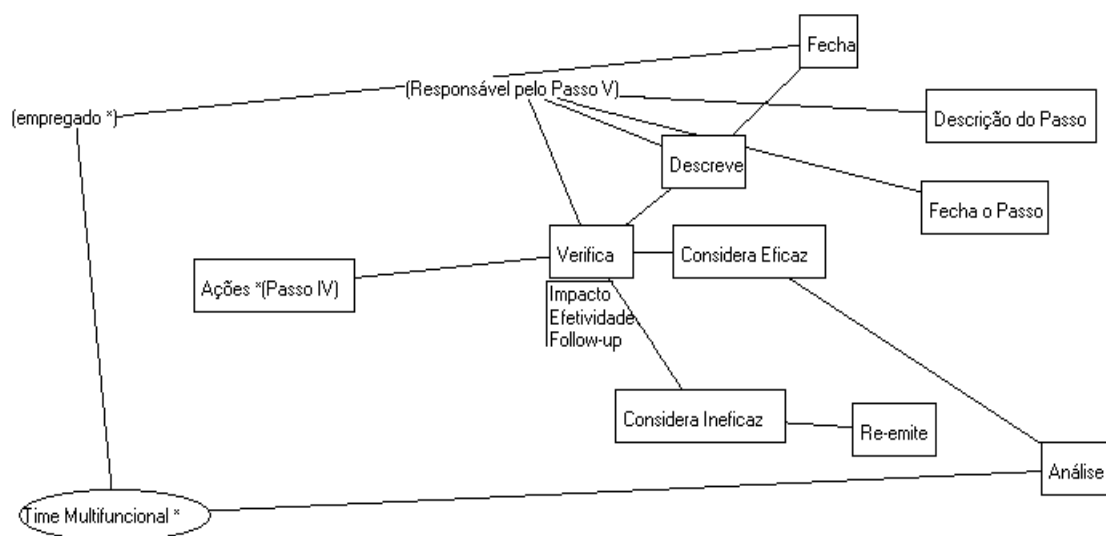 Fecha
(Responsável pelo Passo V)
(empregado *)
Descrição do Passo
Descreve
Fecha o Passo
Verifica
Considera Eficaz
Ações *(Passo IV)
Impacto
Efetividade
Follow-up
Considera Ineficaz
Re-emite
Análise
Time Multifuncional *